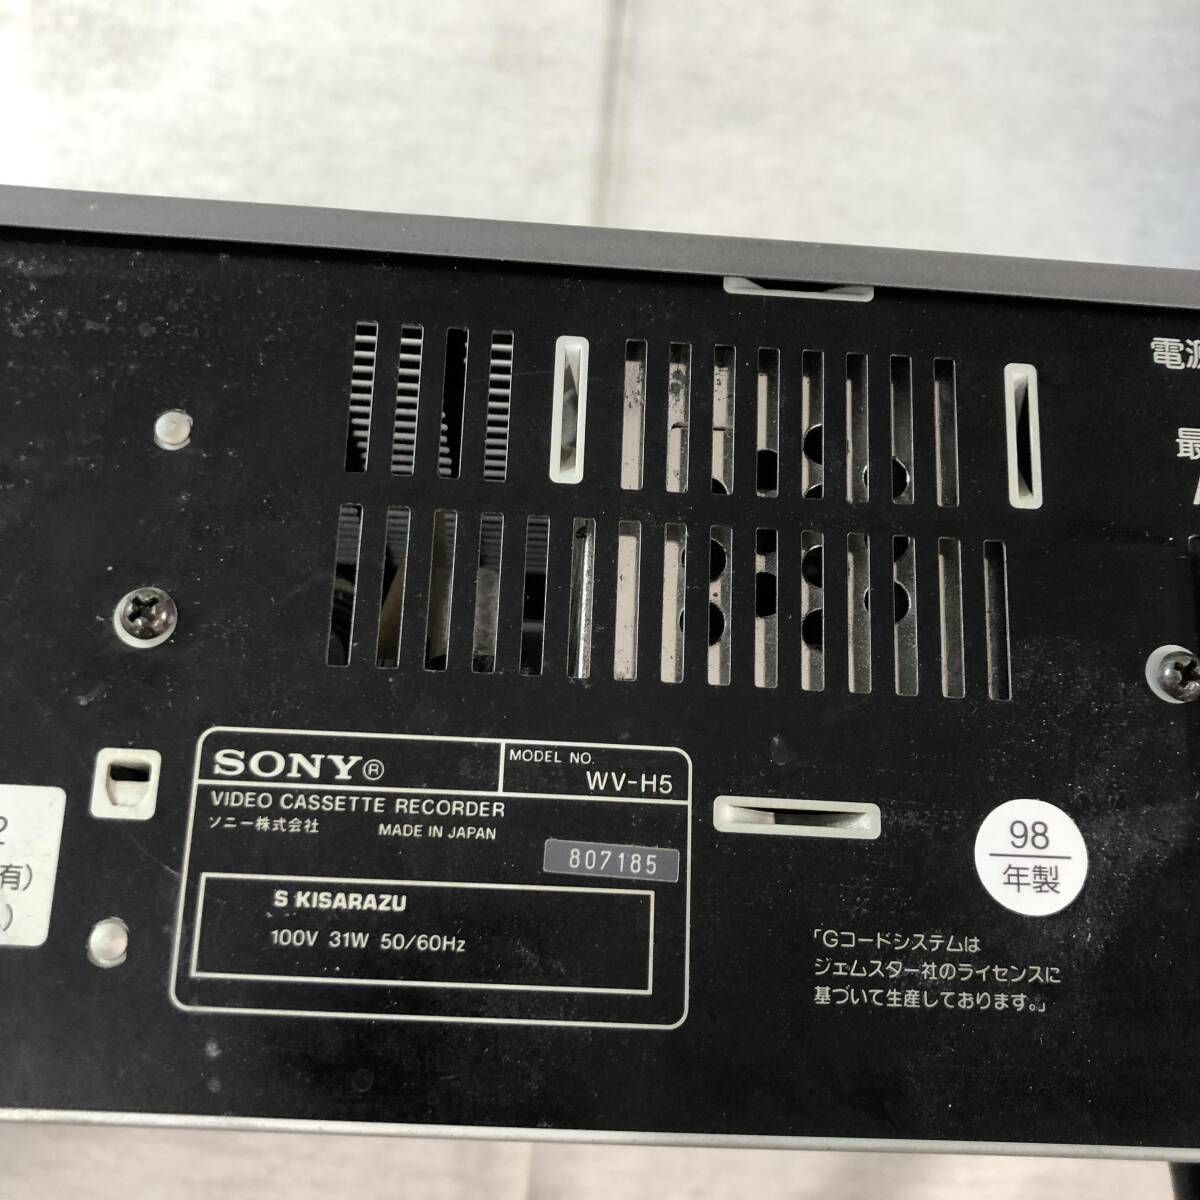 電源
最
SONY®
MODEL NO.
WV-H5
VIDEO CASSETTE RECORDER
ソニー株式会社 MADE IN JAPAN
807185
S KISARAZU
100V 31W 50/60Hz
98
年製
「Gコードシステムは
ジェムスター社のライセンスに
基づいて生産しております。」
2
有)